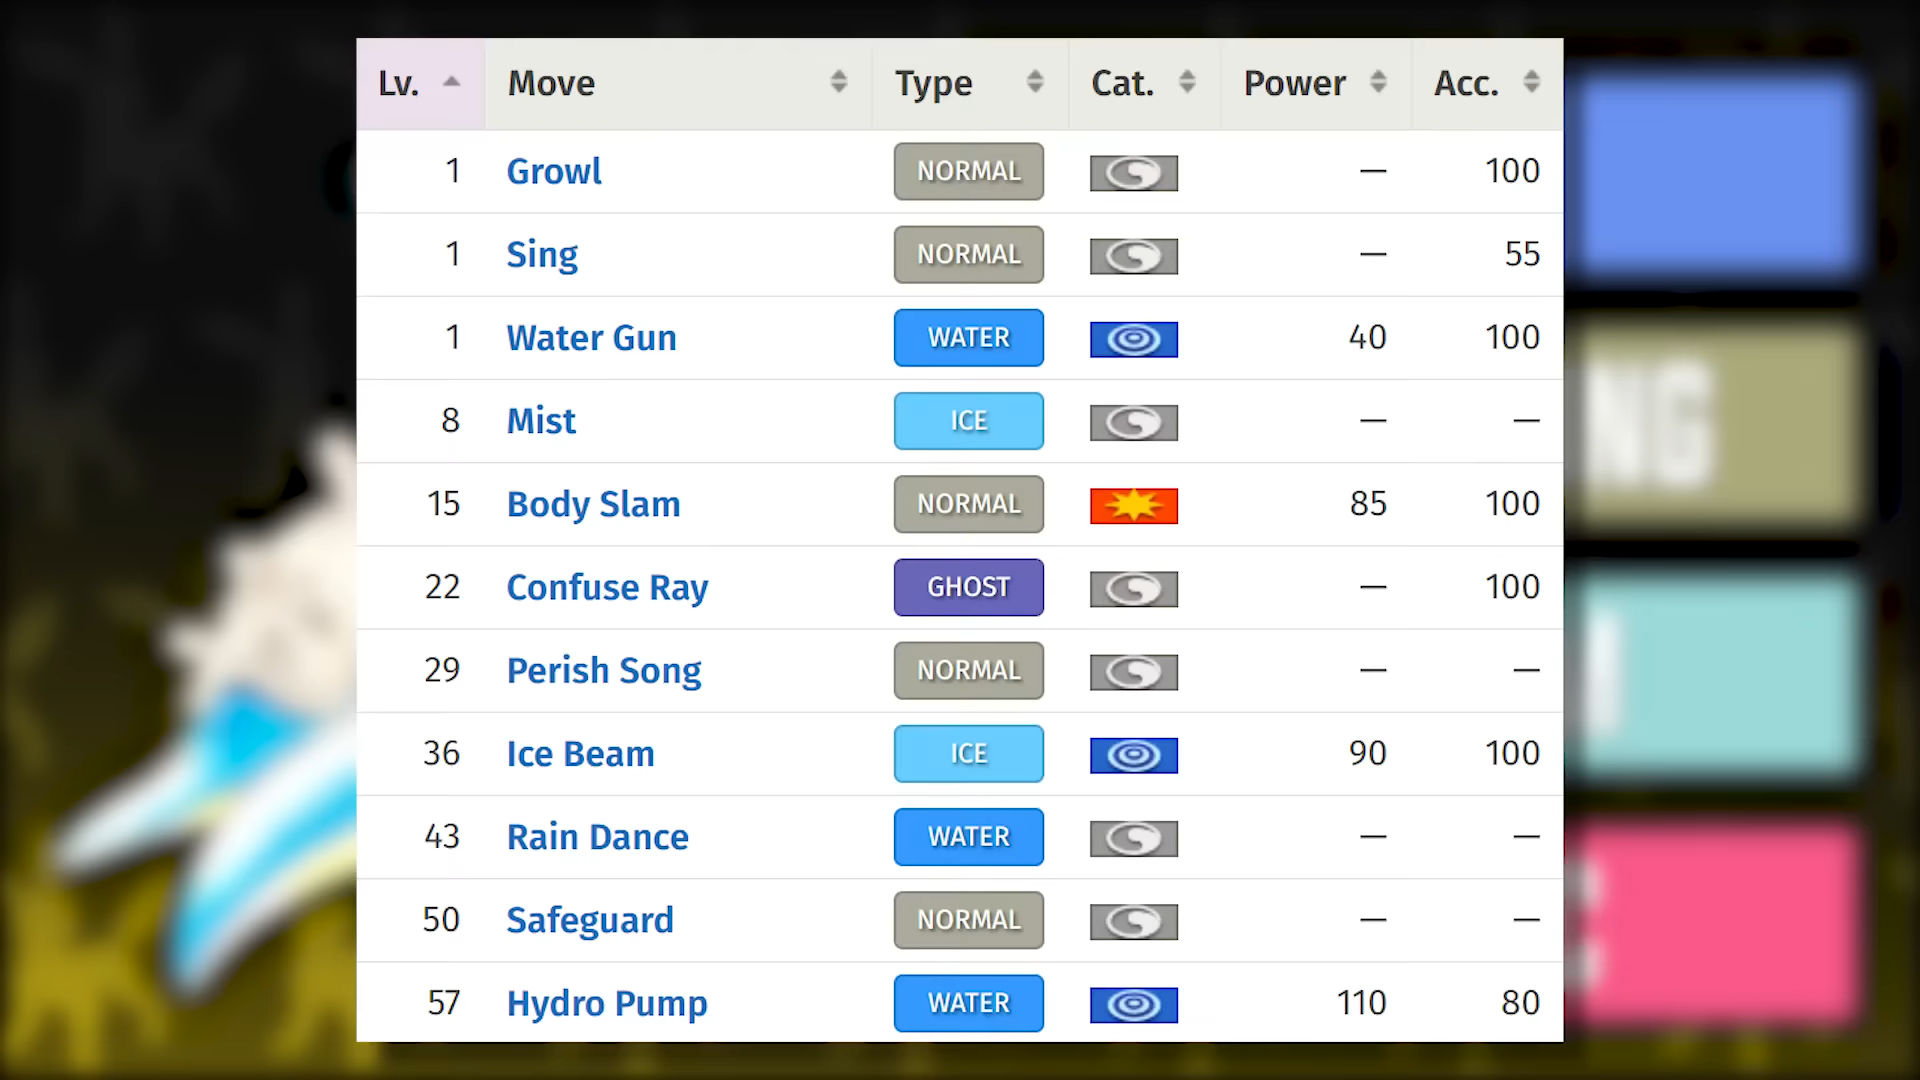 Lv. Move Type Cat. Power Acc.
1 Growl NORMAL — 100
1 Sing NORMAL — 55
1 Water Gun WATER 40 100
8 Mist ICE — —
15 Body Slam NORMAL 85 100
22 Confuse Ray GHOST — 100
29 Perish Song NORMAL — —
36 Ice Beam ICE 90 100
43 Rain Dance WATER — —
50 Safeguard NORMAL — —
57 Hydro Pump WATER 110 80